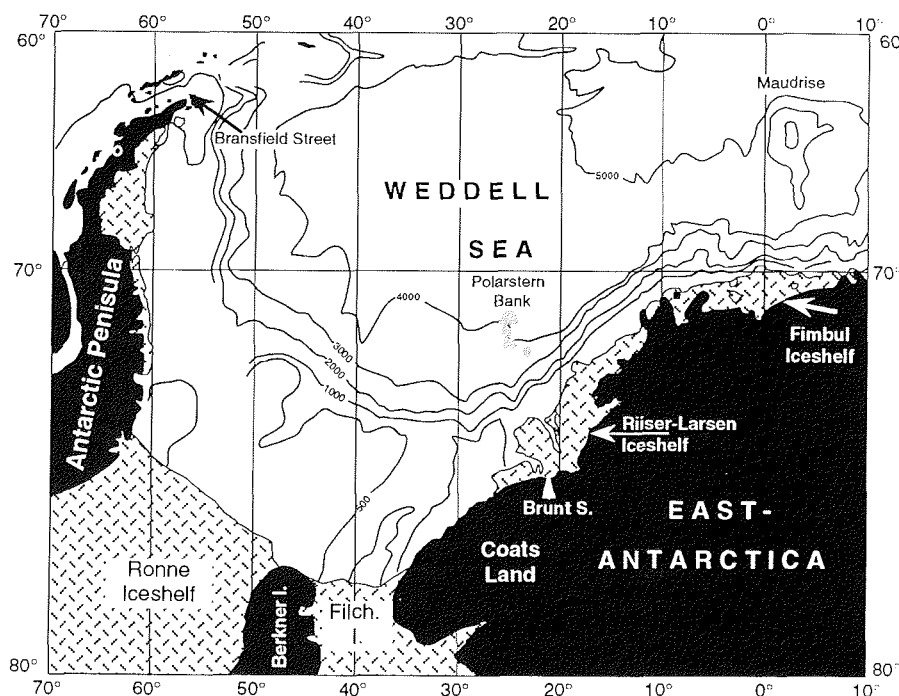 70° 60° 50° 40° 30° 20° 10° 0° 10°
60° 60
Maudrise
Bransfield Street
5000
WEDDELL
SEA
70° 70°
Polarstern
Bank
4000
Antarctic Penisula
Fimbul
Iceshelf
3000
2000
1000
Riiser-Larsen
Iceshelf
500
Brunt S.
EAST-
ANTARCTICA
Coats
Land
Ronne
Iceshelf
Berkner I.
Filch.
80° 80°
70° 60° 50° 40° 30° 20° 10° 0° 10°